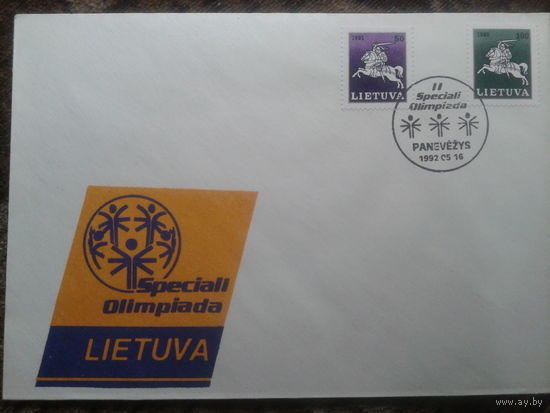 1991 50
LIETUVA
1991 100
LIETUVA
II
Speciali
Olimpiada
PANEVĖŽYS
1992 05 16
Speciali
Olimpiada
LIETUVA
www.ay.by